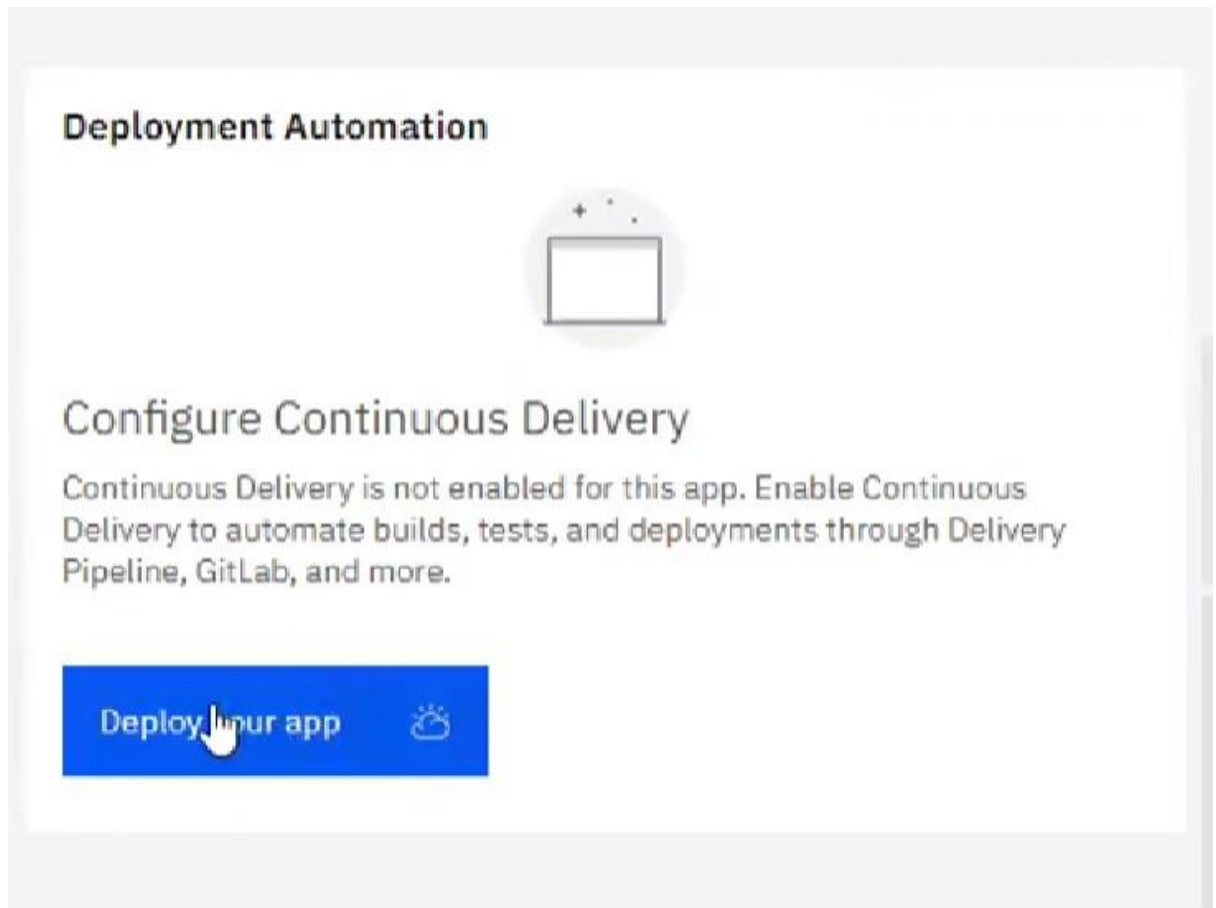 Deployment Automation
Configure Continuous Delivery
Continuous Delivery is not enabled for this app. Enable Continuous
Delivery to automate builds, tests, and deployments through Delivery
Pipeline, GitLab, and more.
Deploy your app